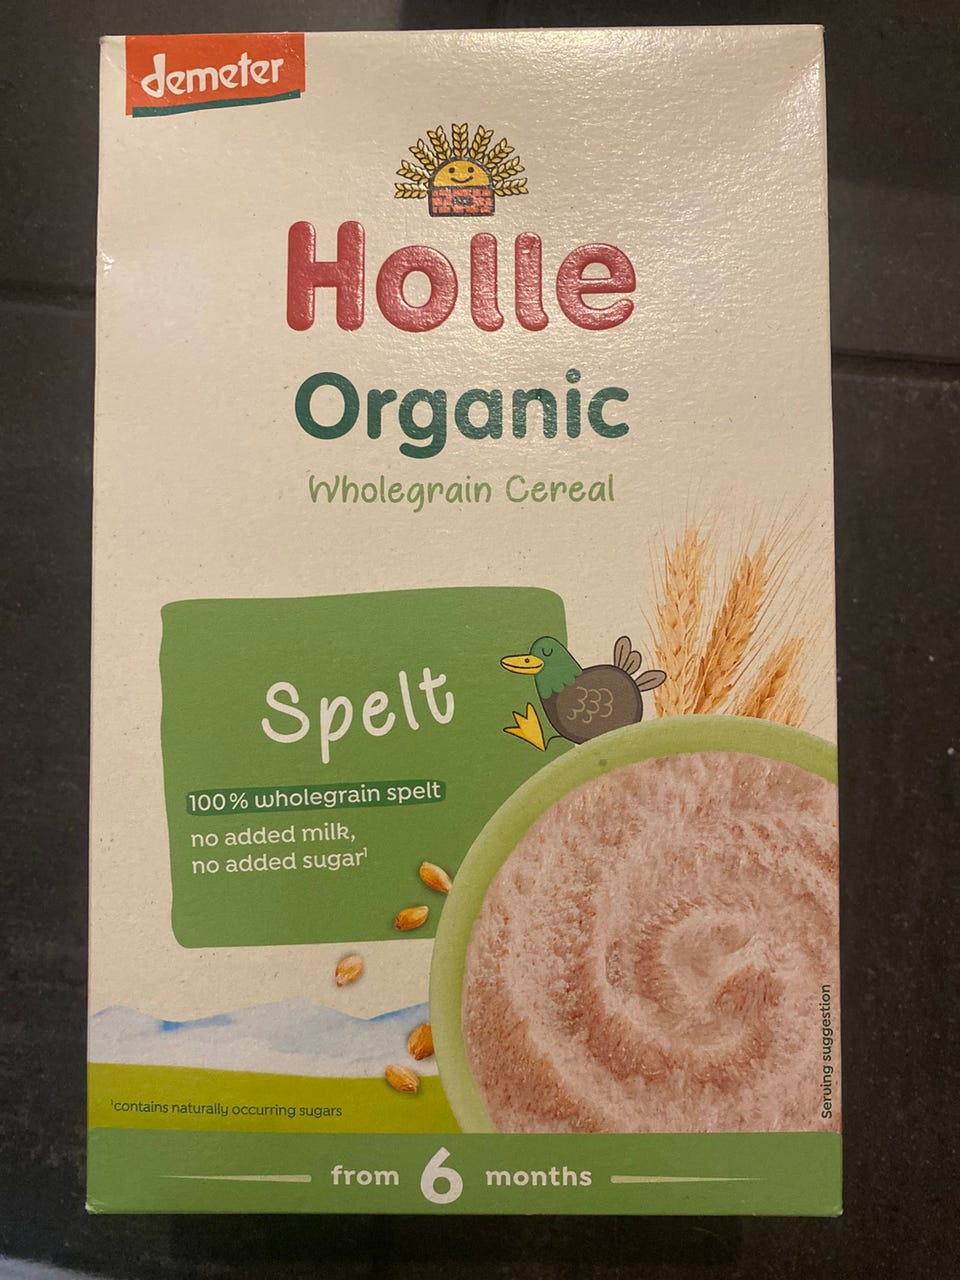 demeter
Holle
Organic
Wholegrain Cereal
Spelt
100% wholegrain spelt
no added milk,
no added sugar¹
Serving suggestion
¹contains naturally occurring sugars
from 6 months